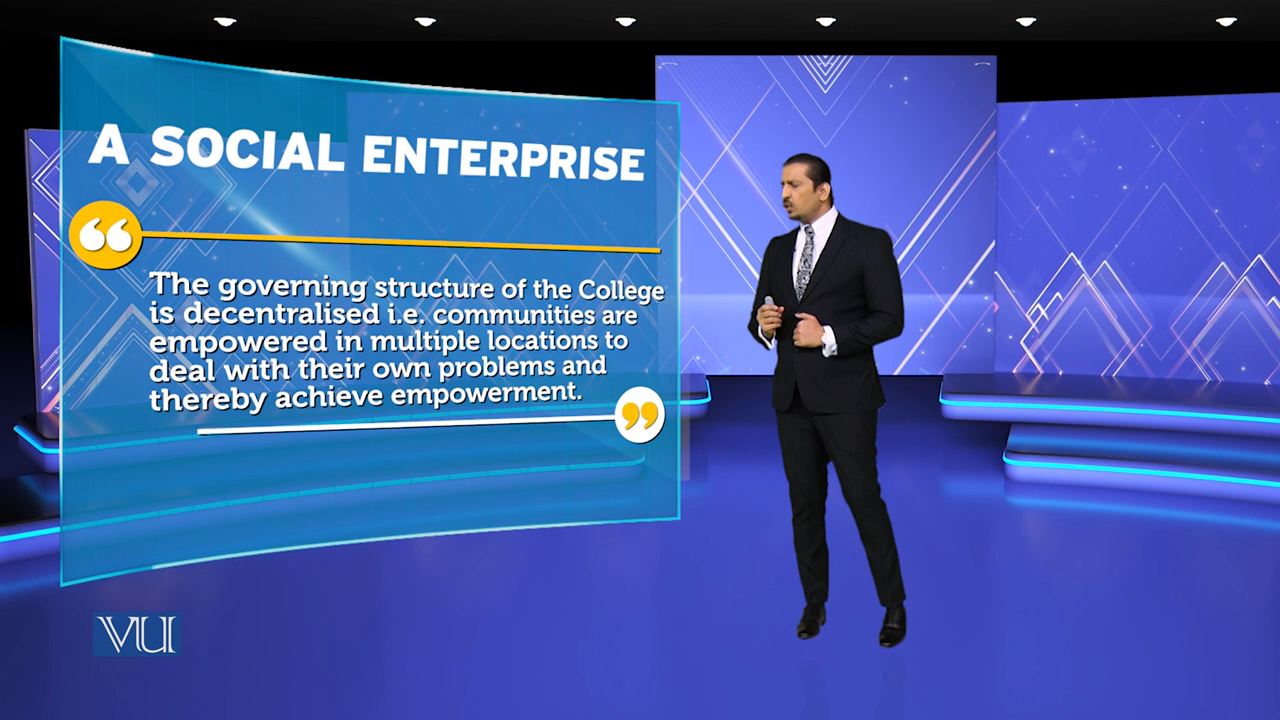 A SOCIAL ENTERPRISE
“
The governing structure of the College
is decentralised i.e. communities are
empowered in multiple locations to
deal with their own problems and
thereby achieve empowerment.
”
VU